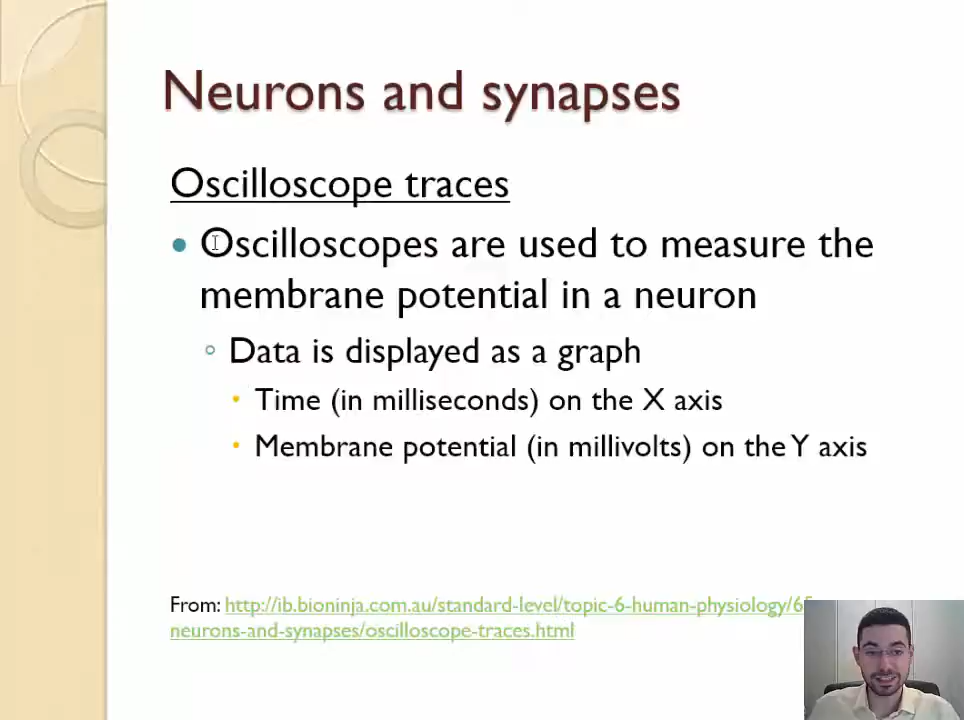 Neurons and synapses
Oscilloscope traces
Oscilloscopes are used to measure the
membrane potential in a neuron
Data is displayed as a graph
Time (in milliseconds) on the X axis
Membrane potential (in millivolts) on the Y axis
From: http://ib.bioninja.com.au/standard-level/topic-6-human-physiology/65
neurons-and-synapses/oscilloscope-traces.html